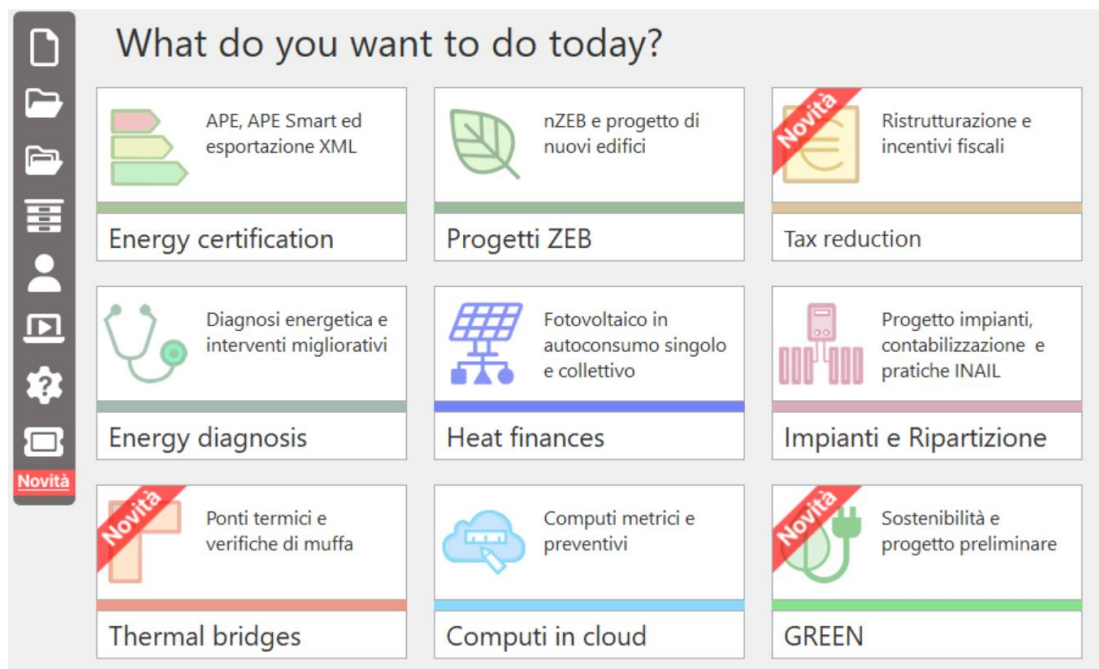 What do you want to do today?
APE, APE Smart ed
esportazione XML
Energy certification
nZEB e progetto di
nuovi edifici
Progetti ZEB
Novità
Ristrutturazione e
incentivi fiscali
Tax reduction
Diagnosi energetica e
interventi migliorativi
Energy diagnosis
Fotovoltaico in
autoconsumo singolo
e collettivo
Heat finances
Progetto impianti,
contabilizzazione e
pratiche INAIL
Impianti e Ripartizione
?
Novità
Novità
Ponti termici e
verifiche di muffa
Thermal bridges
Computi metrici e
preventivi
Computi in cloud
Novità
Sostenibilità e
progetto preliminare
GREEN